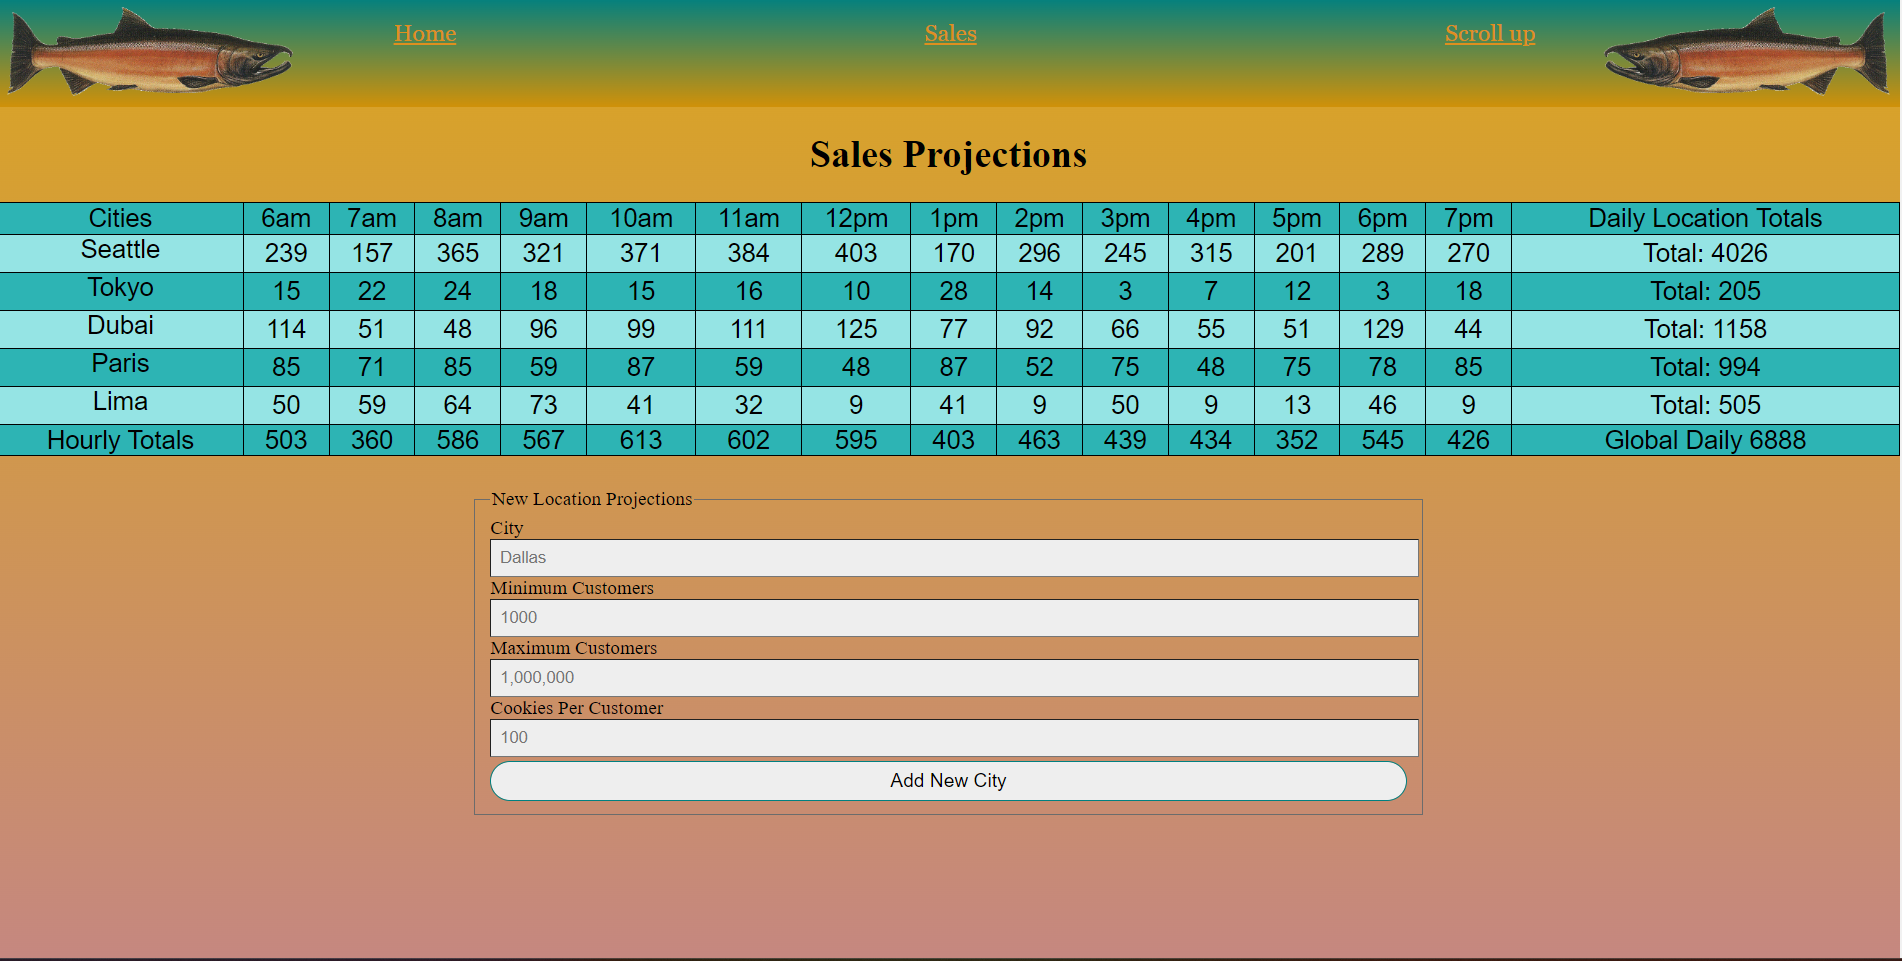 Home Sales Scroll up
Sales Projections
Cities 6am 7am 8am 9am 10am 11am 12pm 1pm 2pm 3pm 4pm 5pm 6pm 7pm Daily Location Totals
Seattle 239 157 365 321 371 384 403 170 296 245 315 201 289 270 Total: 4026
Tokyo 15 22 24 18 15 16 10 28 14 3 7 12 3 18 Total: 205
Dubai 114 51 48 96 99 111 125 77 92 66 55 51 129 44 Total: 1158
Paris 85 71 85 59 87 59 48 87 52 75 48 75 78 85 Total: 994
Lima 50 59 64 73 41 32 9 41 9 50 9 13 46 9 Total: 505
Hourly Totals 503 360 586 567 613 602 595 403 463 439 434 352 545 426 Global Daily 6888
New Location Projections
City
Dallas
Minimum Customers
1000
Maximum Customers
1,000,000
Cookies Per Customer
100
Add New City